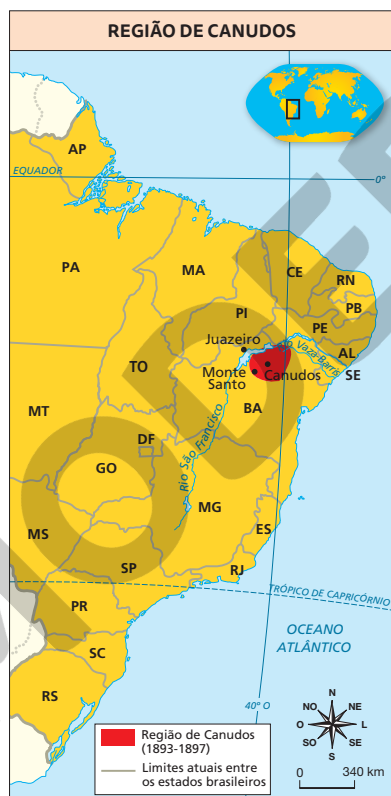 REGIÃO DE CANUDOS
AP
EQUADOR
0°
PA
MA
CE
RN
PB
PI
PE
AL
SE
Juazeiro
Vaza-Barris
TO
Monte
Santo
Canudos
BA
MT
DF
GO
Rio São Francisco
MG
MS
ES
SP
RJ
TRÓPICO DE CAPRICÓRNIO
PR
SC
OCEANO
ATLÂNTICO
RS
40° O
N
NO
NE
O
L
SO
SE
S
Região de Canudos
(1893-1897)
Limites atuais entre
os estados brasileiros
0
340 km